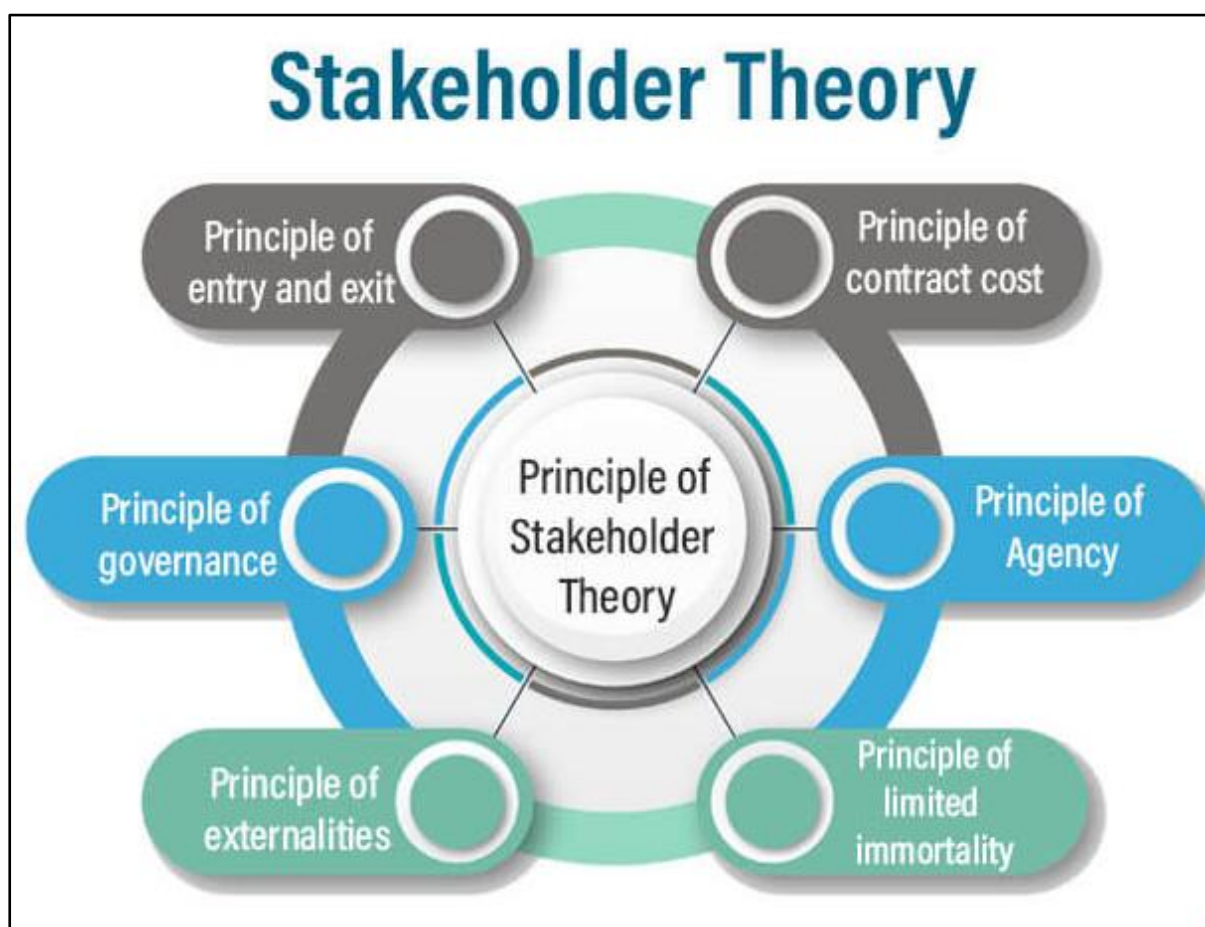 Stakeholder Theory
Principle of
entry and exit
Principle of
contract cost
Principle of
governance
Principle of
Stakeholder
Theory
Principle of
Agency
Principle of
externalities
Principle of
limited
immortality